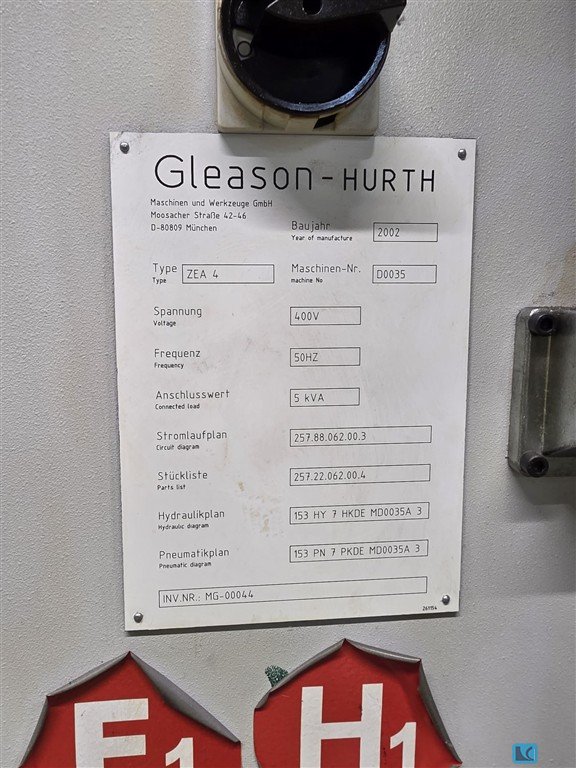 Gleason-HURTH
Maschinen und Werkzeuge GmbH
Moosacher Straße 42-46
D-80809 München
Baujahr 2002
Year of manufacture
Type ZEA 4 Maschinen-Nr. D0035
Type machine No
Spannung 400V
Voltage
Frequenz 50HZ
Frequency
Anschlusswert 5 kVA
Connected load
Stromlaufplan 257.88.062.00.3
Circuit diagram
Stückliste 257.22.062.00.4
Parts list
Hydraulikplan 153 HY 7 HKDE MD0035A 3
Hydraulic diagram
Pneumatikplan 153 PN 7 PKDE MD0035A 3
Pneumatic diagram
INV.NR.: MG-00044
261154
E1 H1